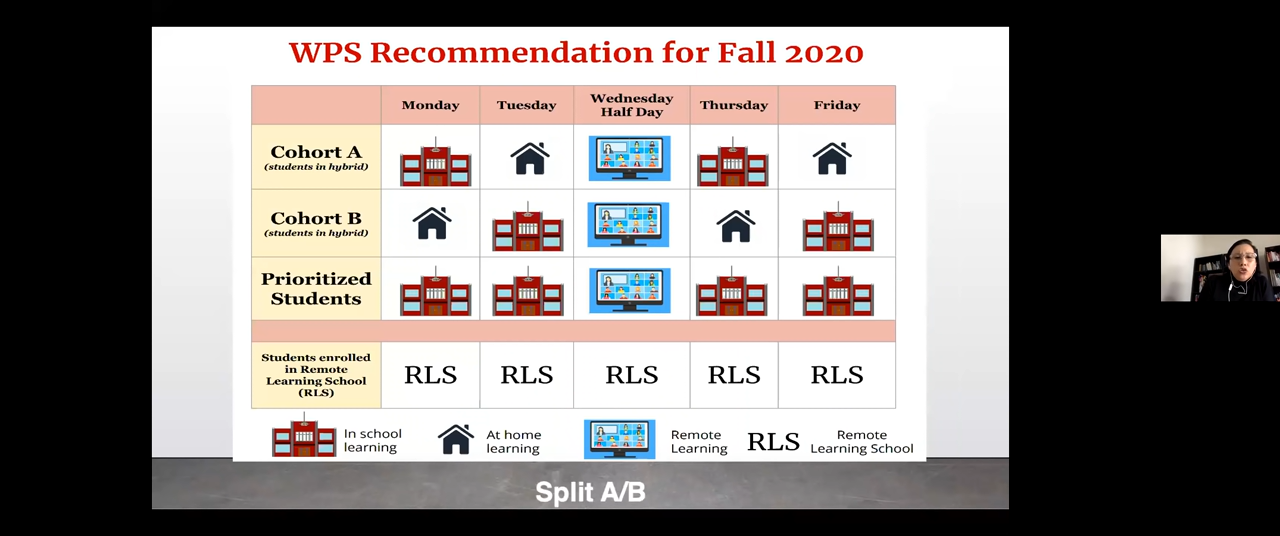 WPS Recommendation for Fall 2020
Monday
Tuesday
Wednesday
Half Day
Thursday
Friday
Cohort A
(students in hybrid)
Cohort B
(students in hybrid)
Prioritized
Students
Students enrolled
in Remote
Learning School
(RLS)
RLS
RLS
RLS
RLS
RLS
In school
learning
At home
learning
Remote
Learning
RLS
Remote
Learning School
Split A/B